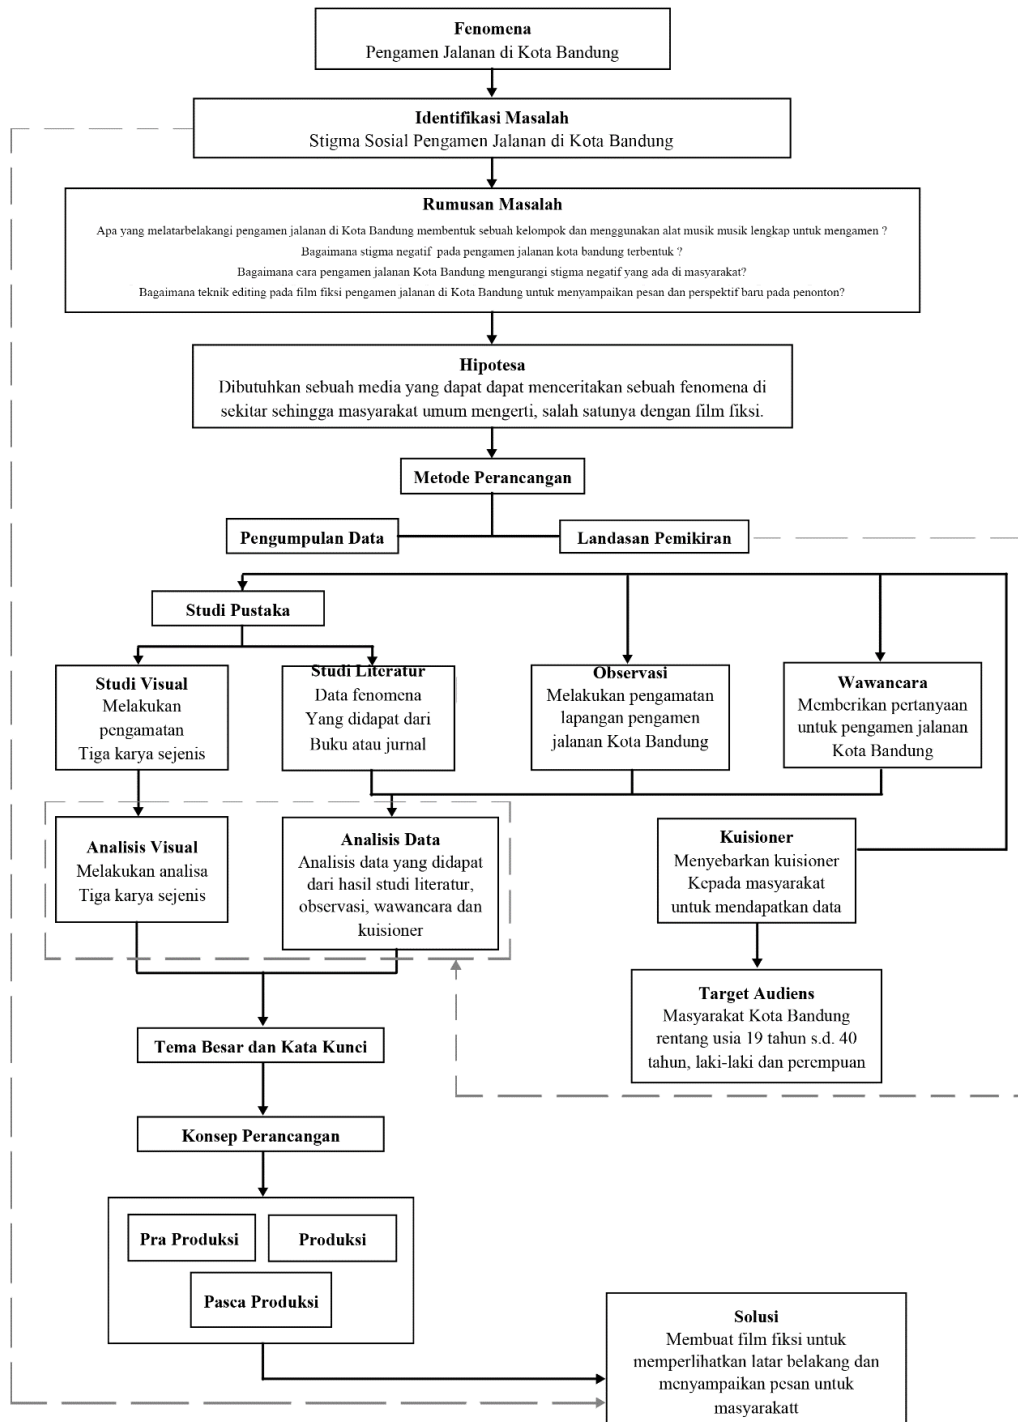 Fenomena
Pengamen Jalanan di Kota Bandung
Identifikasi Masalah
Stigma Sosial Pengamen Jalanan di Kota Bandung
Rumusan Masalah
Apa yang melatarbelakangi pengamen jalanan di Kota Bandung membentuk sebuah kelompok dan menggunakan alat musik musik lengkap untuk mengamen ?
Bagaimana stigma negatif pada pengamen jalanan kota bandung terbentuk ?
Bagaimana cara pengamen jalanan Kota Bandung mengurangi stigma negatif yang ada di masyarakat?
Bagaimana teknik editing pada film fiksi pengamen jalanan di Kota Bandung untuk menyampaikan pesan dan perspektif baru pada penonton?
Hipotesa
Dibutuhkan sebuah media yang dapat dapat menceritakan sebuah fenomena di
sekitar sehingga masyarakat umum mengerti, salah satunya dengan film fiksi.
Metode Perancangan
Pengumpulan Data
Landasan Pemikiran
Studi Pustaka
Studi Visual
Melakukan
pengamatan
Tiga karya sejenis
Studi Literatur
Data fenomena
Yang didapat dari
Buku atau jurnal
Observasi
Melakukan pengamatan
lapangan pengamen
jalanan Kota Bandung
Wawancara
Memberikan pertanyaan
untuk pengamen jalanan
Kota Bandung
Analisis Visual
Melakukan analisa
Tiga karya sejenis
Analisis Data
Analisis data yang didapat
dari hasil studi literatur,
observasi, wawancara dan
kuisioner
Kuisioner
Menyebarkan kuisioner
Kepada masyarakat
untuk mendapatkan data
Target Audiens
Masyarakat Kota Bandung
rentang usia 19 tahun s.d. 40
tahun, laki-laki dan perempuan
Tema Besar dan Kata Kunci
Konsep Perancangan
Pra Produksi
Produksi
Pasca Produksi
Solusi
Membuat film fiksi untuk
memperlihatkan latar belakang dan
menyampaikan pesan untuk
masyarakatt